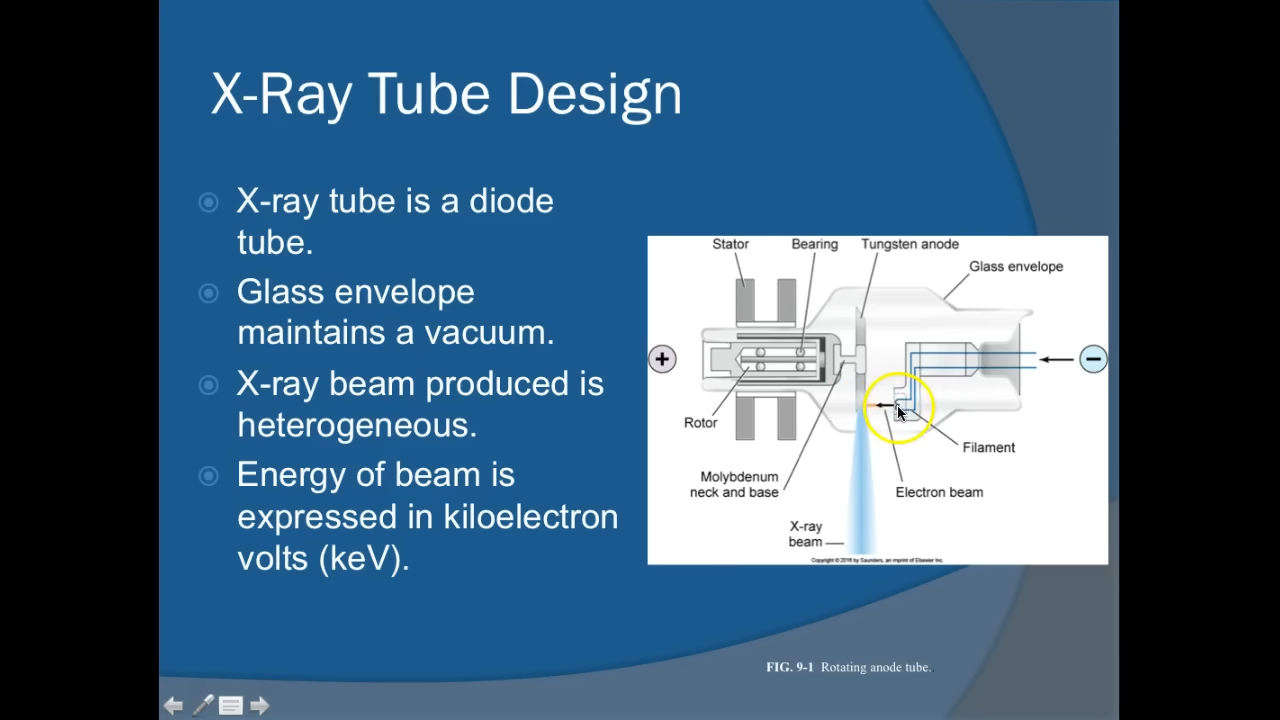 X-Ray Tube Design
X-ray tube is a diode
tube.
Glass envelope
maintains a vacuum.
X-ray beam produced is
heterogeneous.
Energy of beam is
expressed in kiloelectron
volts (keV).
Stator
Bearing
Tungsten anode
Glass envelope
+
−
Rotor
Filament
Molybdenum
neck and base
Electron beam
X-ray
beam
Copyright © 2016 by Saunders, an imprint of Elsevier Inc.
FIG. 9-1 Rotating anode tube.